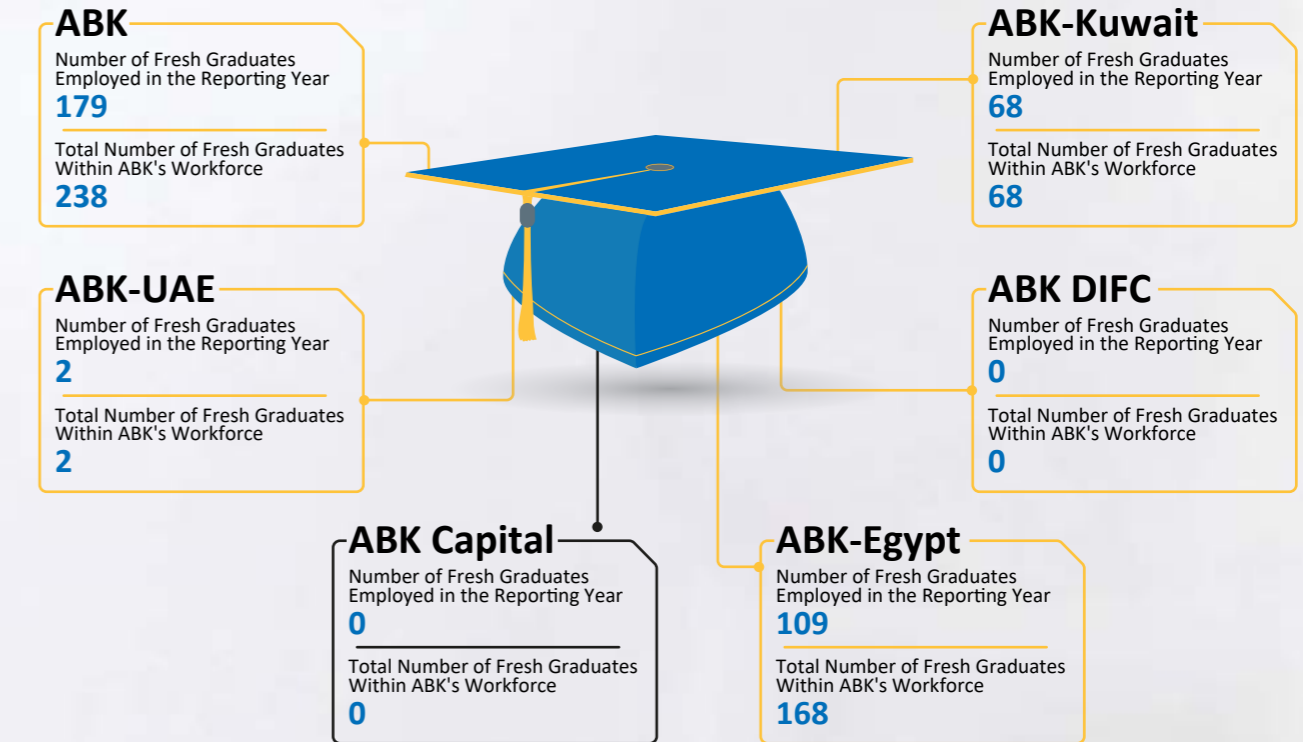 ABK
Number of Fresh Graduates
Employed in the Reporting Year
179
Total Number of Fresh Graduates
Within ABK's Workforce
238
ABK-Kuwait
Number of Fresh Graduates
Employed in the Reporting Year
68
Total Number of Fresh Graduates
Within ABK's Workforce
68
ABK-UAE
Number of Fresh Graduates
Employed in the Reporting Year
2
Total Number of Fresh Graduates
Within ABK's Workforce
2
ABK DIFC
Number of Fresh Graduates
Employed in the Reporting Year
0
Total Number of Fresh Graduates
Within ABK's Workforce
0
ABK Capital
Number of Fresh Graduates
Employed in the Reporting Year
0
Total Number of Fresh Graduates
Within ABK's Workforce
0
ABK-Egypt
Number of Fresh Graduates
Employed in the Reporting Year
109
Total Number of Fresh Graduates
Within ABK's Workforce
168